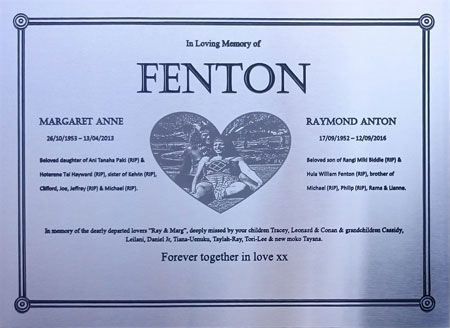 In Loving Memory of
FENTON
MARGARET ANNE
26/10/1953 – 13/04/2013
Beloved daughter of Ani Tanaha Paki (RIP) &
Hoterene Tai Hayward (RIP), sister of Kelvin (RIP),
Clifford, Joe, Jeffrey (RIP) & Michael (RIP).
RAYMOND ANTON
17/09/1952 – 12/09/2016
Beloved son of Rangi Miki Biddle (RIP) &
Huia William Fenton (RIP), brother of
Michael (RIP), Philip (RIP), Rama & Lianne.
In memory of the dearly departed lovers "Ray & Marg", deeply missed by your children Tracey, Leonard & Conan & grandchildren Cassidy,
Leilani, Daniel Jr, Tiana-Uenuku, Taylah-Ray, Tori-Lee & new moko Tayana.
Forever together in love xx